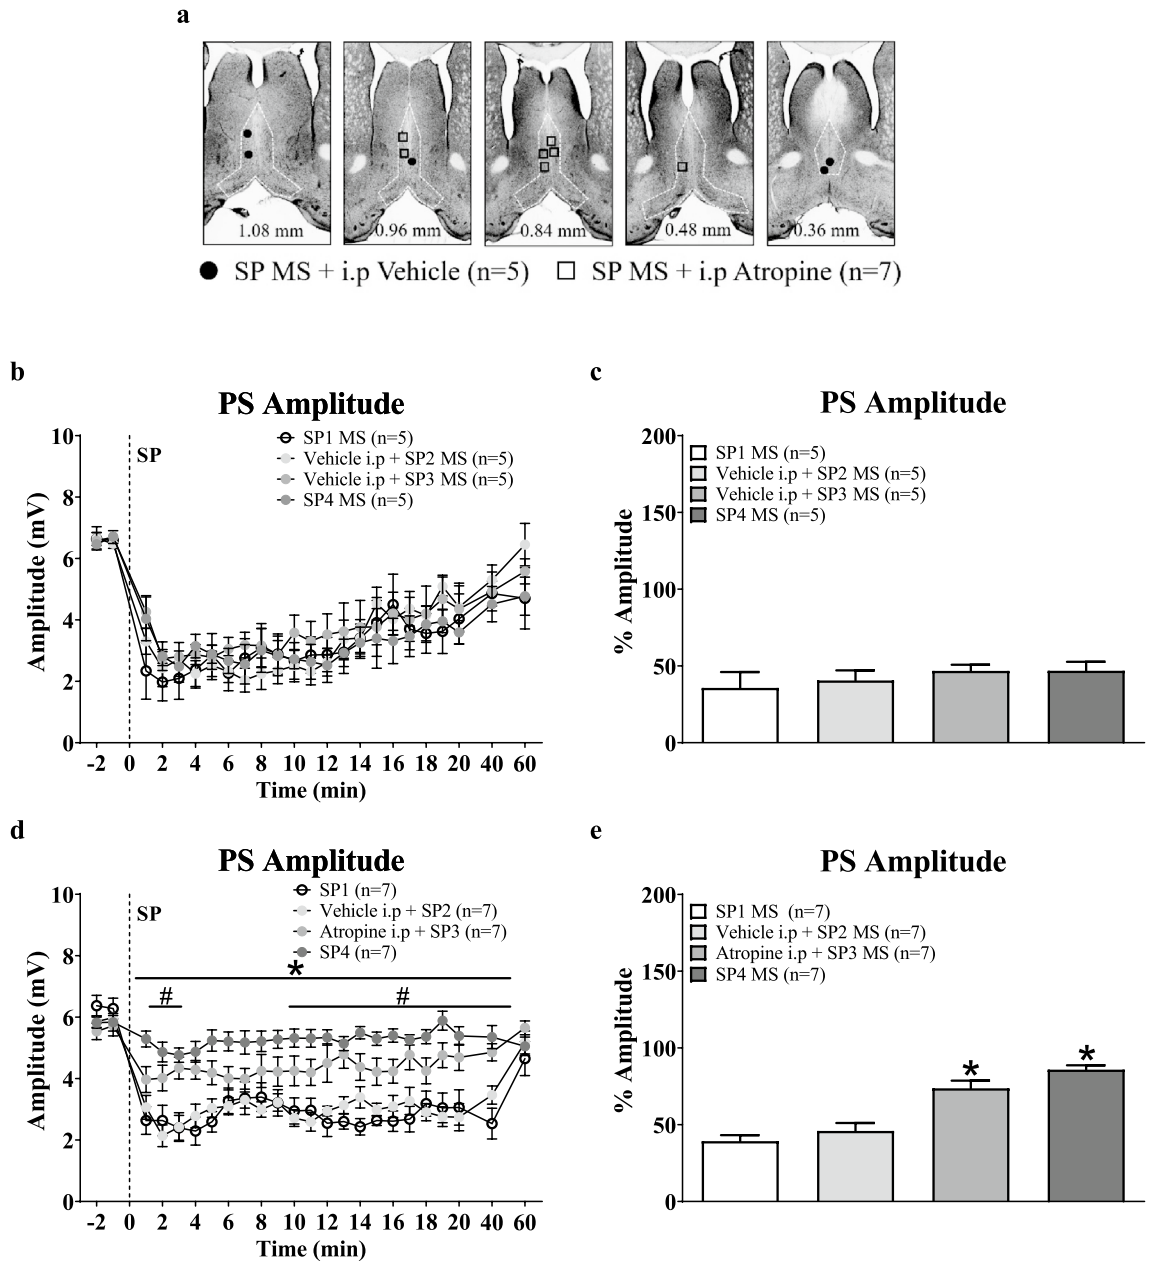 a
1.08 mm
0.96 mm
0.84 mm
0.48 mm
0.36 mm
SP MS + i.p Vehicle (n=5)
SP MS + i.p Atropine (n=7)
b
PS Amplitude
SP
SP1 MS (n=5)
Vehicle i.p + SP2 MS (n=5)
Vehicle i.p + SP3 MS (n=5)
SP4 MS (n=5)
Amplitude (mV)
10
8
6
4
2
0
-2 0 2 4 6 8 10 12 14 16 18 20 40 60
Time (min)
c
PS Amplitude
SP1 MS (n=5)
Vehicle i.p + SP2 MS (n=5)
Vehicle i.p + SP3 MS (n=5)
SP4 MS (n=5)
% Amplitude
200
150
100
50
0
d
PS Amplitude
SP
SP1 (n=7)
Vehicle i.p + SP2 (n=7)
Atropine i.p + SP3 (n=7)
SP4 (n=7)
*
# #
Amplitude (mV)
10
8
6
4
2
0
-2 0 2 4 6 8 10 12 14 16 18 20 40 60
Time (min)
e
PS Amplitude
SP1 MS (n=7)
Vehicle i.p + SP2 MS (n=7)
Atropine i.p + SP3 MS (n=7)
SP4 MS (n=7)
* *
% Amplitude
200
150
100
50
0